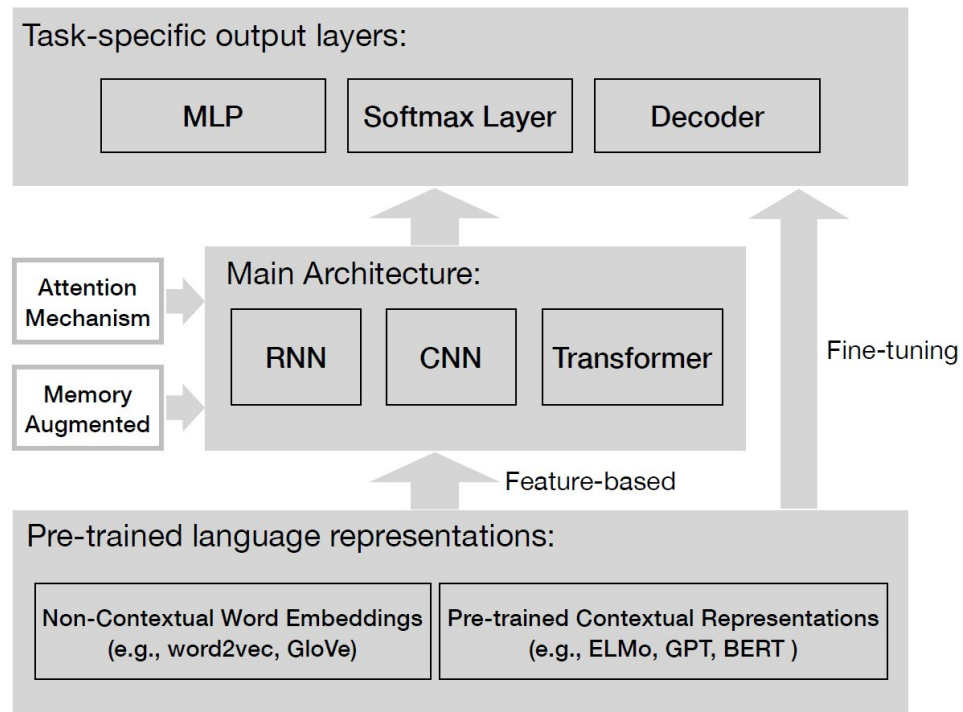 Task-specific output layers:
MLP
Softmax Layer
Decoder
Attention
Mechanism
Main Architecture:
RNN
CNN
Transformer
Memory
Augmented
Fine-tuning
Feature-based
Pre-trained language representations:
Non-Contextual Word Embeddings
(e.g., word2vec, GloVe)
Pre-trained Contextual Representations
(e.g., ELMo, GPT, BERT )